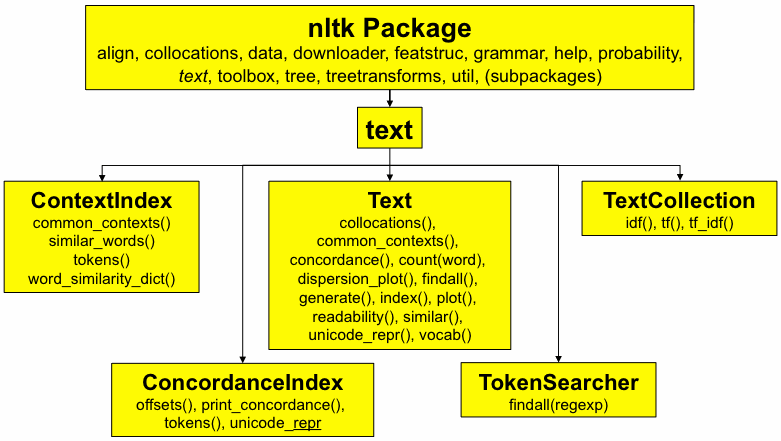 nltk Package
align, collocations, data, downloader, featstruc, grammar, help, probability,
text, toolbox, tree, treetransforms, util, (subpackages)
text
ContextIndex
common_contexts()
similar_words()
tokens()
word_similarity_dict()
Text
collocations(),
common_contexts(),
concordance(), count(word),
dispersion_plot(), findall(),
generate(), index(), plot(),
readability(), similar(),
unicode_repr(), vocab()
TextCollection
idf(), tf(), tf_idf()
ConcordanceIndex
offsets(), print_concordance(),
tokens(), unicode_repr
TokenSearcher
findall(regexp)